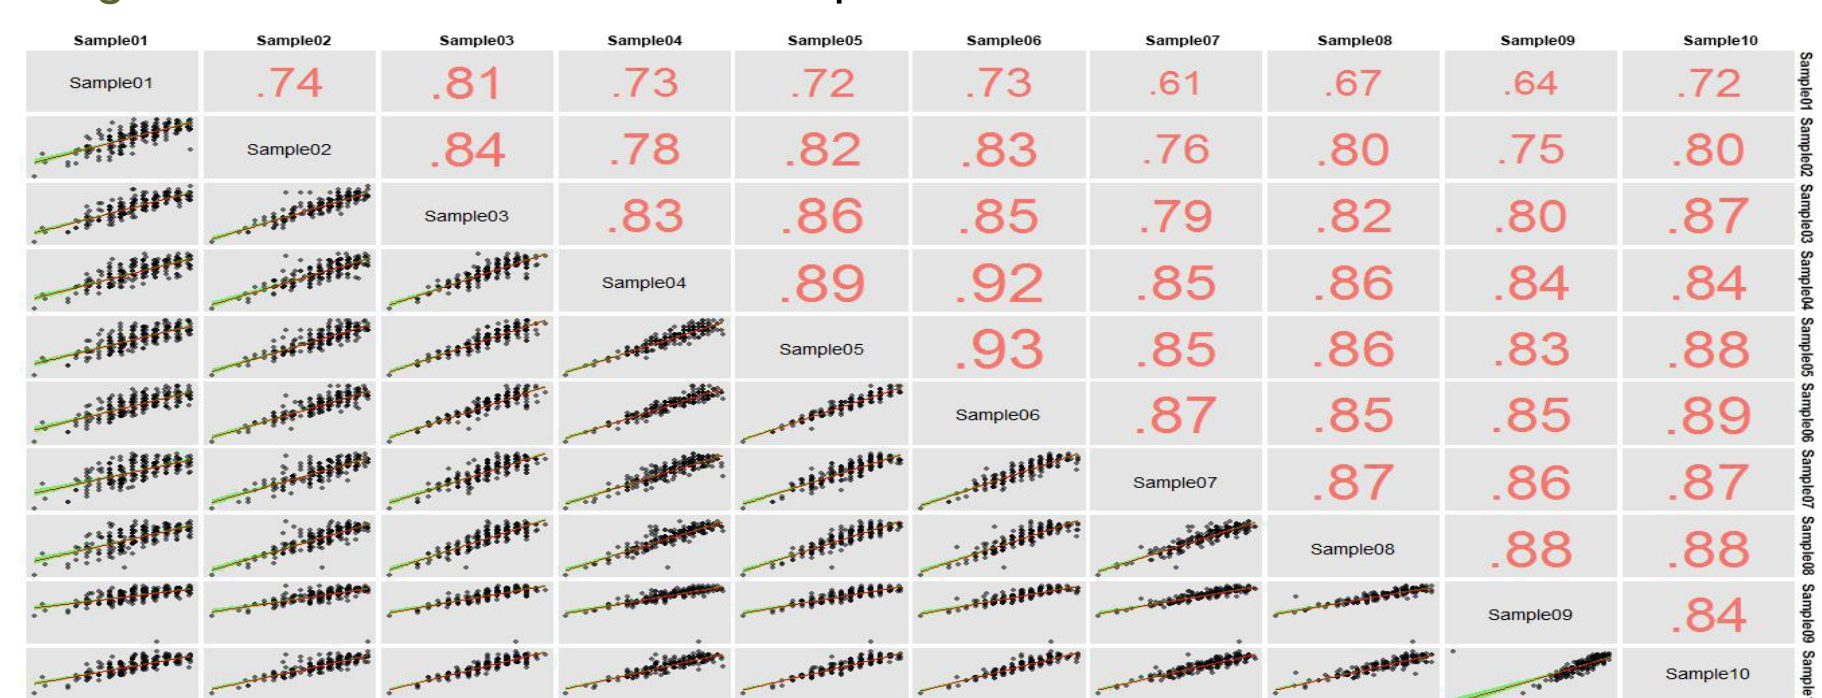 Sample01 Sample02 Sample03 Sample04 Sample05 Sample06 Sample07 Sample08 Sample09 Sample10
Sample01 .74 .81 .73 .72 .73 .61 .67 .64 .72 Sample01
Sample02 .84 .78 .82 .83 .76 .80 .75 .80 Sample02
Sample03 .83 .86 .85 .79 .82 .80 .87 Sample03
Sample04 .89 .92 .85 .86 .84 .84 Sample04
Sample05 .93 .85 .86 .83 .88 Sample05
Sample06 .87 .85 .85 .89 Sample06
Sample07 .87 .86 .87 Sample07
Sample08 .88 .88 Sample08
Sample09 .84 Sample09
Sample10